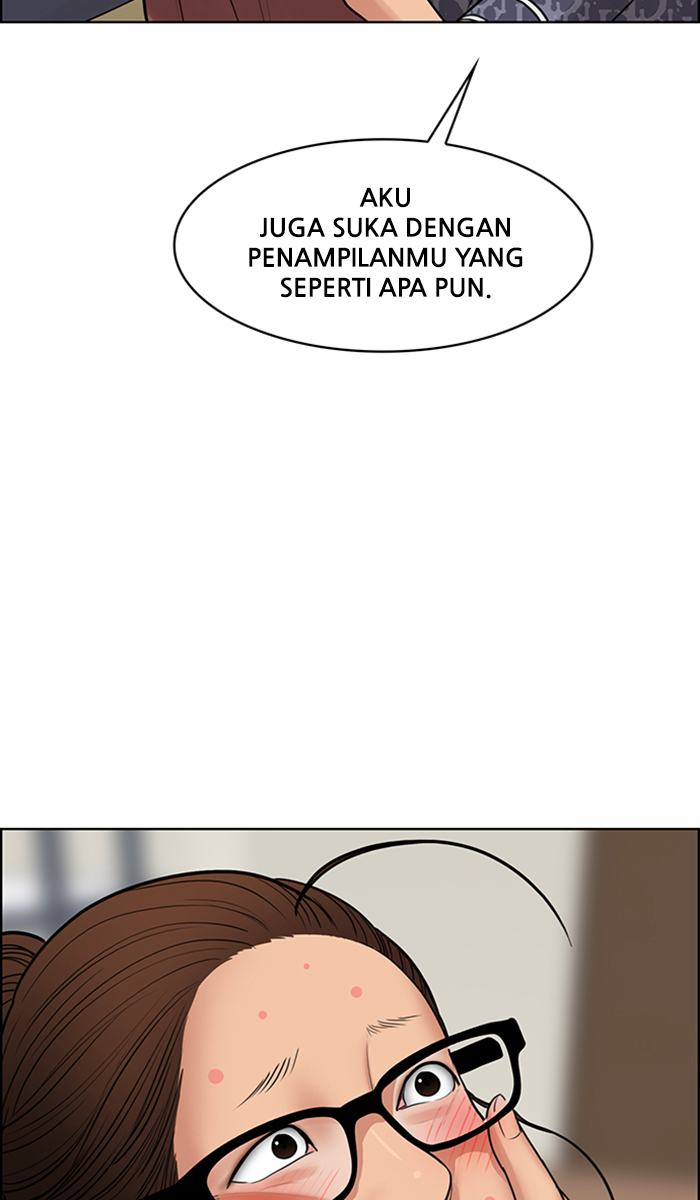 AKU
JUGA SUKA DENGAN
PENAMPILANMU YANG
SEPERTI APA PUN.